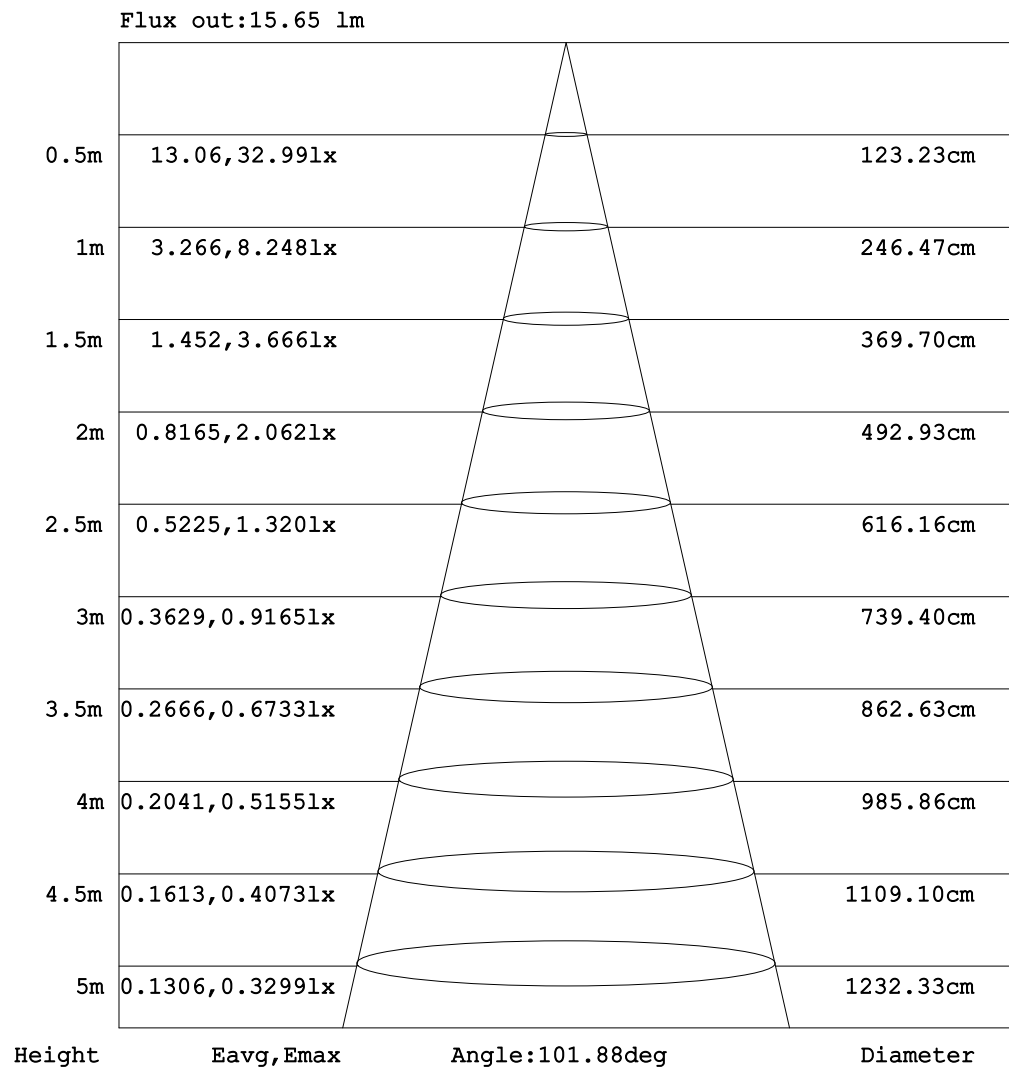 Flux out:15.65 lm
0.5m 13.06,32.99lx 123.23cm
1m 3.266,8.248lx 246.47cm
1.5m 1.452,3.666lx 369.70cm
2m 0.8165,2.062lx 492.93cm
2.5m 0.5225,1.320lx 616.16cm
3m 0.3629,0.9165lx 739.40cm
3.5m 0.2666,0.6733lx 862.63cm
4m 0.2041,0.5155lx 985.86cm
4.5m 0.1613,0.4073lx 1109.10cm
5m 0.1306,0.3299lx 1232.33cm
Height Eavg,Emax Angle:101.88deg Diameter